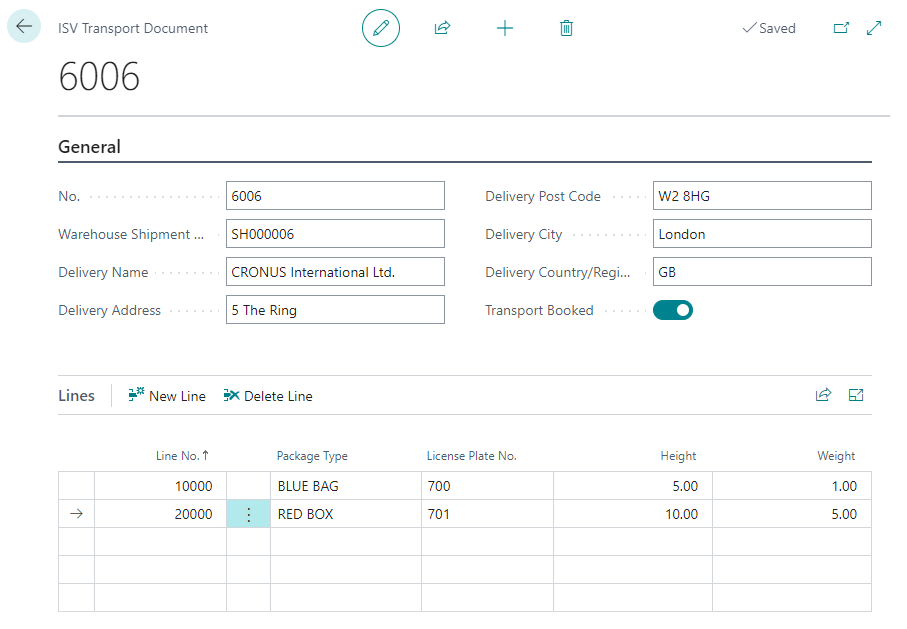 ISV Transport Document
Saved
6006
General
No. 6006
Delivery Post Code W2 8HG
Warehouse Shipment ... SH000006
Delivery City London
Delivery Name CRONUS International Ltd.
Delivery Country/Regi... GB
Delivery Address 5 The Ring
Transport Booked
Lines New Line Delete Line
Line No.↑ Package Type License Plate No. Height Weight
10000 BLUE BAG 700 5.00 1.00
20000 RED BOX 701 10.00 5.00